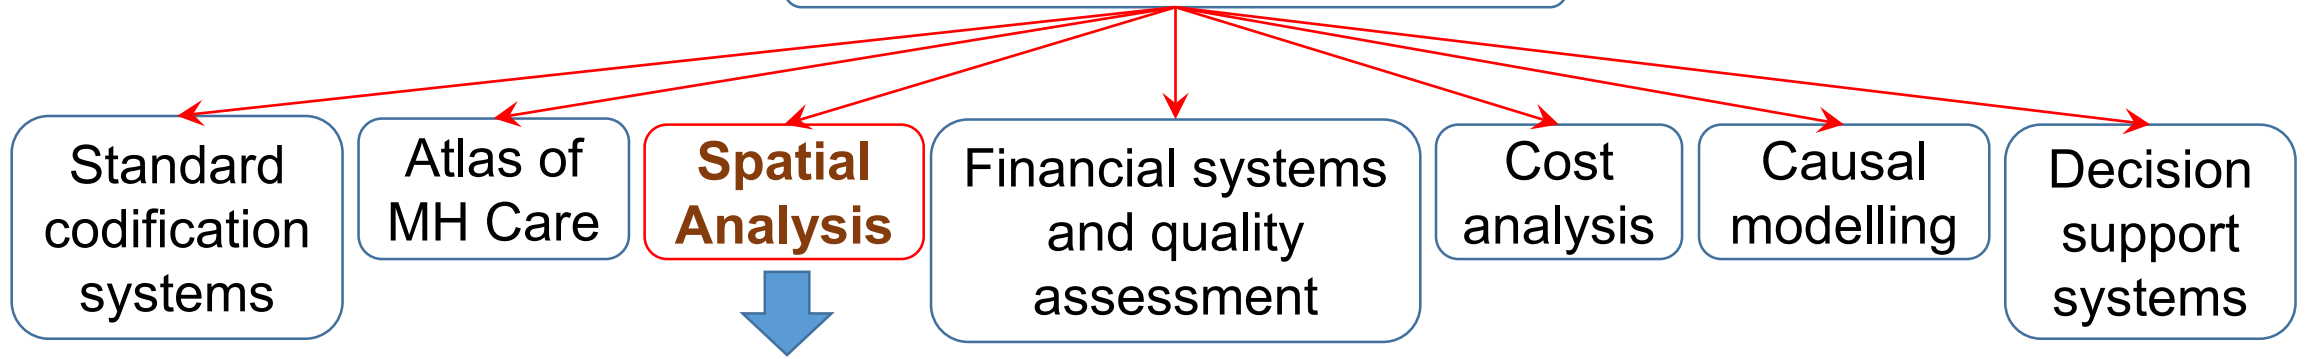 Standard
codification
systems
Atlas of
MH Care
Spatial
Analysis
Financial systems
and quality
assessment
Cost
analysis
Causal
modelling
Decision
support
systems